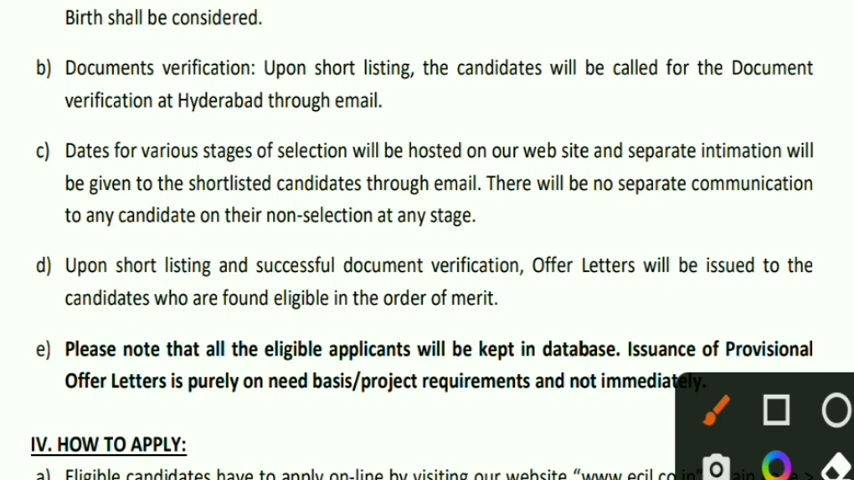 Birth shall be considered.
b) Documents verification: Upon short listing, the candidates will be called for the Document
verification at Hyderabad through email.
c) Dates for various stages of selection will be hosted on our web site and separate intimation will
be given to the shortlisted candidates through email. There will be no separate communication
to any candidate on their non-selection at any stage.
d) Upon short listing and successful document verification, Offer Letters will be issued to the
candidates who are found eligible in the order of merit.
e) Please note that all the eligible applicants will be kept in database. Issuance of Provisional
Offer Letters is purely on need basis/project requirements and not immediately.
IV. HOW TO APPLY:
a) Eligible candidates have to apply on-line by visiting our website “www.ecil.co.in”